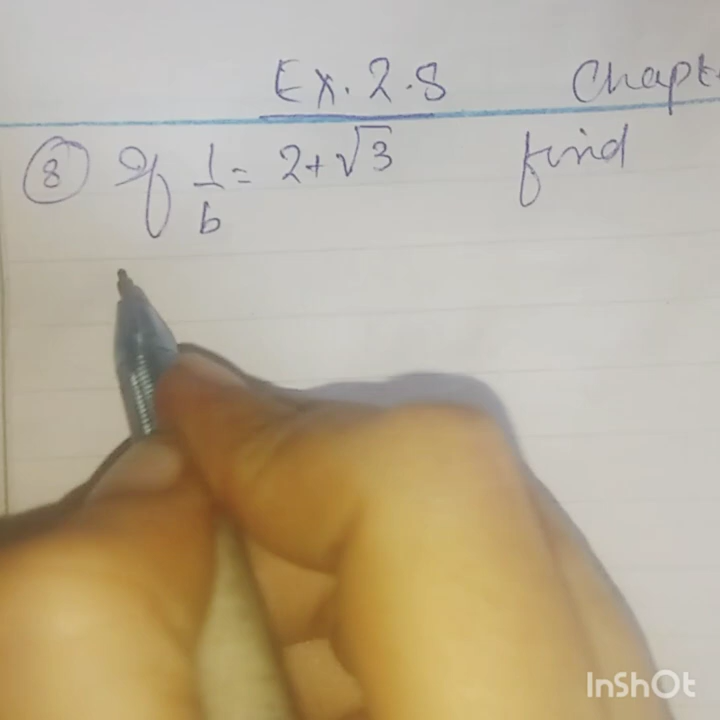 Ex. 2.8 Chapt
8 If 1/b = 2+√3 find
InShOt